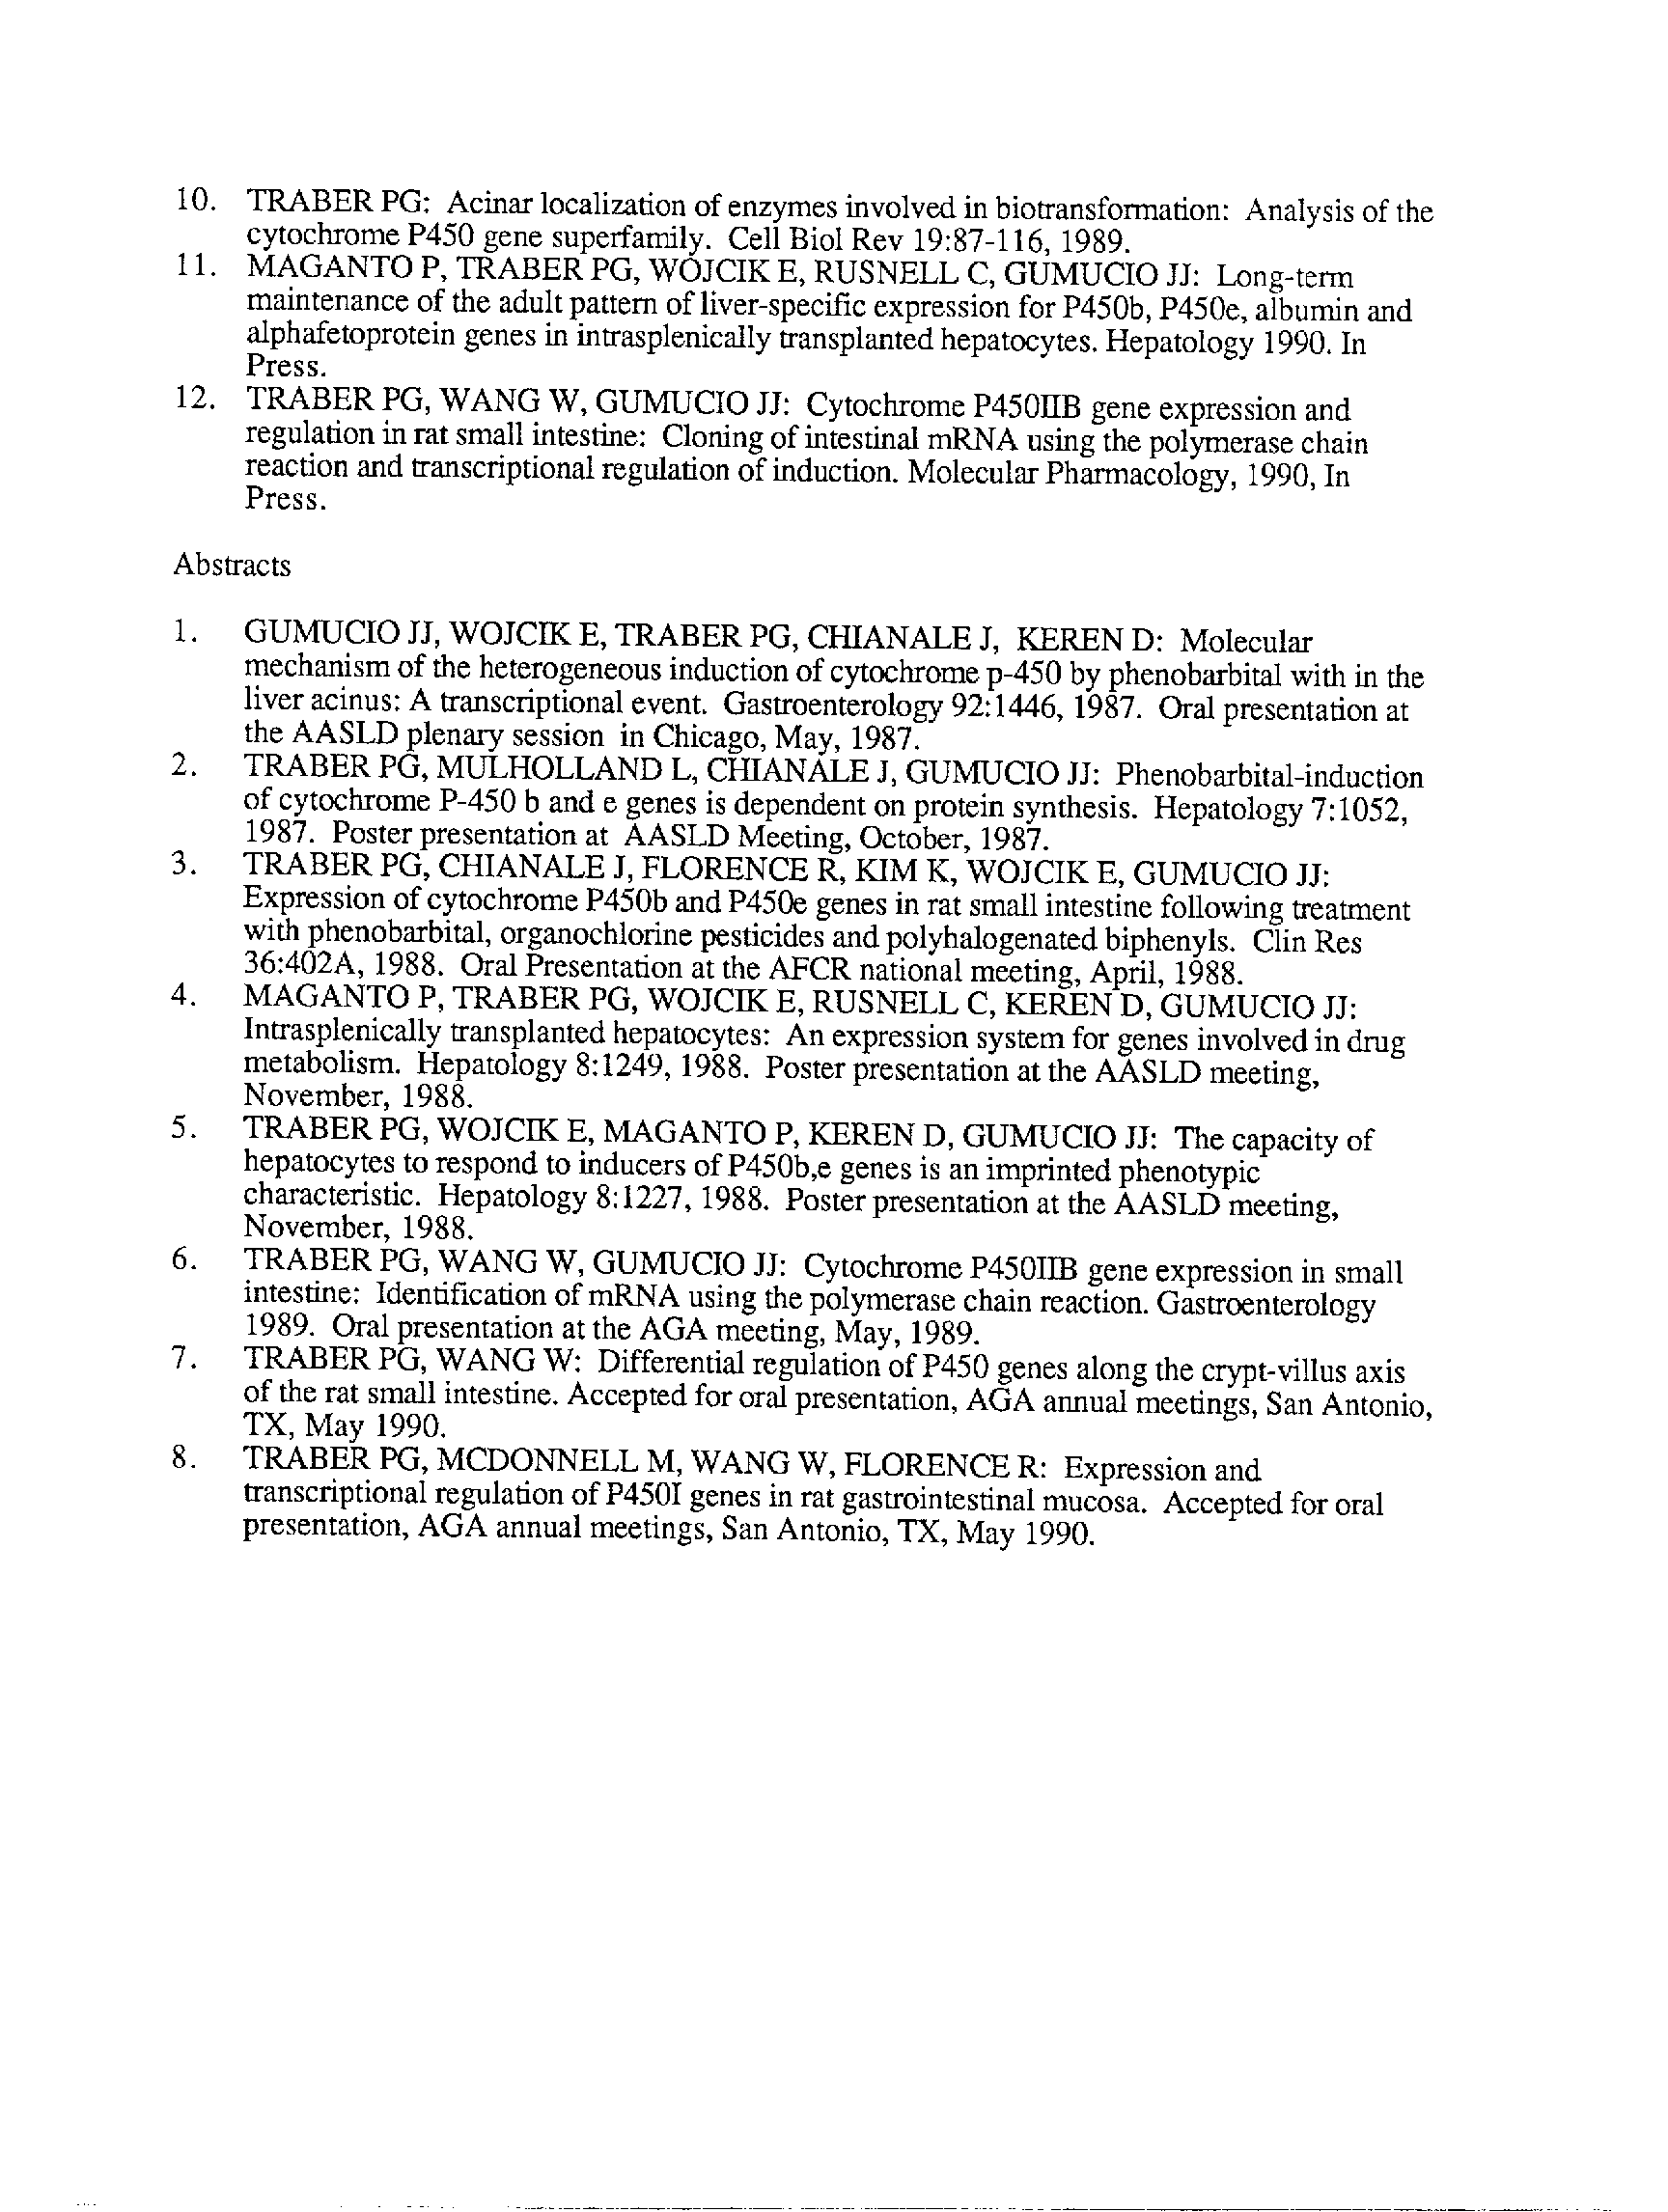 10. TRABER PG: Acinar localization of enzymes involved in biotransformation: Analysis of the
cytochrome P450 gene superfamily. Cell Biol Rev 19:87-116, 1989.
11. MAGANTO P, TRABER PG, WOJCIK E, RUSNELL C, GUMUCIO JJ: Long-term
maintenance of the adult pattern of liver-specific expression for P450b, P450e, albumin and
alphafetoprotein genes in intrasplenically transplanted hepatocytes. Hepatology 1990. In
Press.
12. TRABER PG, WANG W, GUMUCIO JJ: Cytochrome P450IIB gene expression and
regulation in rat small intestine: Cloning of intestinal mRNA using the polymerase chain
reaction and transcriptional regulation of induction. Molecular Pharmacology, 1990, In
Press.
Abstracts
1. GUMUCIO JJ, WOJCIK E, TRABER PG, CHIANALE J, KEREN D: Molecular
mechanism of the heterogeneous induction of cytochrome p-450 by phenobarbital with in the
liver acinus: A transcriptional event. Gastroenterology 92:1446, 1987. Oral presentation at
the AASLD plenary session in Chicago, May, 1987.
2. TRABER PG, MULHOLLAND L, CHIANALE J, GUMUCIO JJ: Phenobarbital-induction
of cytochrome P-450 b and e genes is dependent on protein synthesis. Hepatology 7:1052,
1987. Poster presentation at AASLD Meeting, October, 1987.
3. TRABER PG, CHIANALE J, FLORENCE R, KIM K, WOJCIK E, GUMUCIO JJ:
Expression of cytochrome P450b and P450e genes in rat small intestine following treatment
with phenobarbital, organochlorine pesticides and polyhalogenated biphenyls. Clin Res
36:402A, 1988. Oral Presentation at the AFCR national meeting, April, 1988.
4. MAGANTO P, TRABER PG, WOJCIK E, RUSNELL C, KEREN D, GUMUCIO JJ:
Intrasplenically transplanted hepatocytes: An expression system for genes involved in drug
metabolism. Hepatology 8:1249, 1988. Poster presentation at the AASLD meeting,
November, 1988.
5. TRABER PG, WOJCIK E, MAGANTO P, KEREN D, GUMUCIO JJ: The capacity of
hepatocytes to respond to inducers of P450b,e genes is an imprinted phenotypic
characteristic. Hepatology 8:1227, 1988. Poster presentation at the AASLD meeting,
November, 1988.
6. TRABER PG, WANG W, GUMUCIO JJ: Cytochrome P450IIB gene expression in small
intestine: Identification of mRNA using the polymerase chain reaction. Gastroenterology
1989. Oral presentation at the AGA meeting, May, 1989.
7. TRABER PG, WANG W: Differential regulation of P450 genes along the crypt-villus axis
of the rat small intestine. Accepted for oral presentation, AGA annual meetings, San Antonio,
TX, May 1990.
8. TRABER PG, MCDONNELL M, WANG W, FLORENCE R: Expression and
transcriptional regulation of P450I genes in rat gastrointestinal mucosa. Accepted for oral
presentation, AGA annual meetings, San Antonio, TX, May 1990.